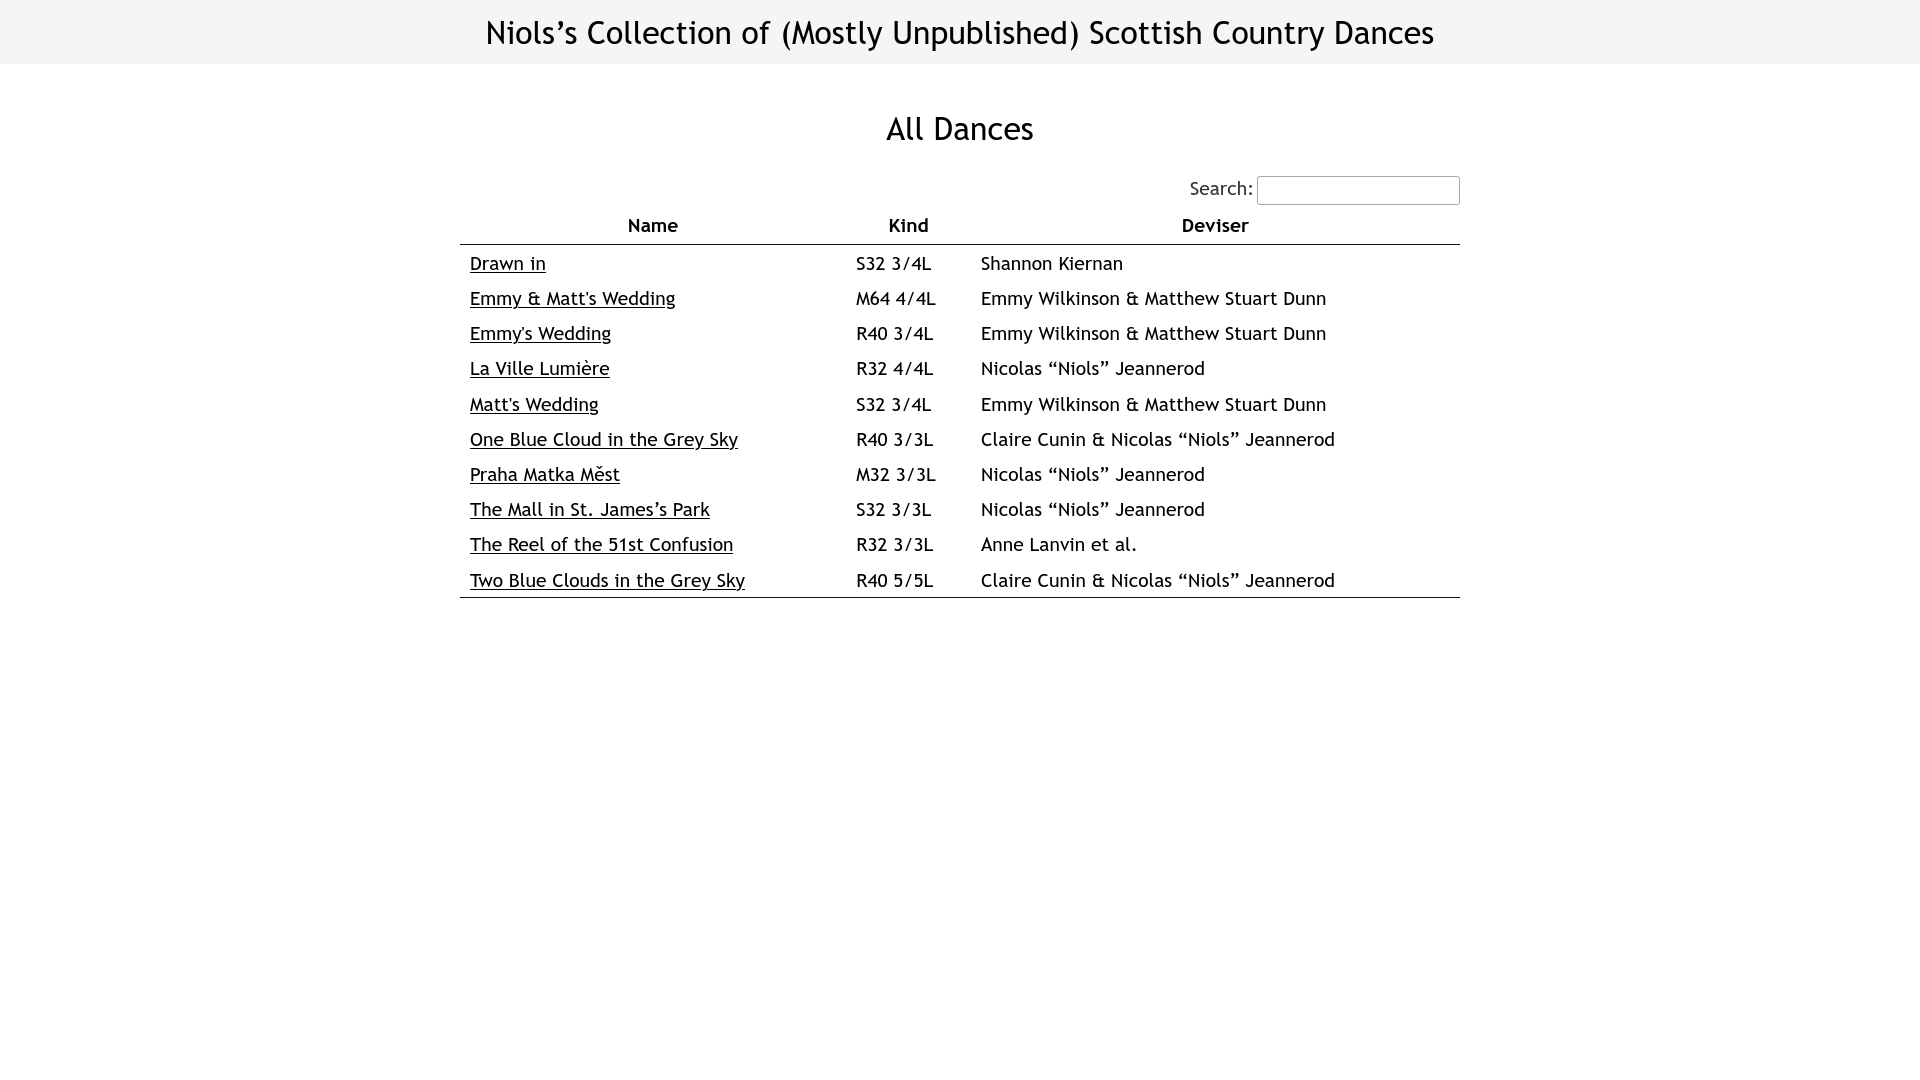 Niols’s Collection of (Mostly Unpublished) Scottish Country Dances
All Dances
Search:
Name Kind Deviser
Drawn in S32 3/4L Shannon Kiernan
Emmy & Matt's Wedding M64 4/4L Emmy Wilkinson & Matthew Stuart Dunn
Emmy's Wedding R40 3/4L Emmy Wilkinson & Matthew Stuart Dunn
La Ville Lumière R32 4/4L Nicolas “Niols” Jeannerod
Matt's Wedding S32 3/4L Emmy Wilkinson & Matthew Stuart Dunn
One Blue Cloud in the Grey Sky R40 3/3L Claire Cunin & Nicolas “Niols” Jeannerod
Praha Matka Měst M32 3/3L Nicolas “Niols” Jeannerod
The Mall in St. James’s Park S32 3/3L Nicolas “Niols” Jeannerod
The Reel of the 51st Confusion R32 3/3L Anne Lanvin et al.
Two Blue Clouds in the Grey Sky R40 5/5L Claire Cunin & Nicolas “Niols” Jeannerod